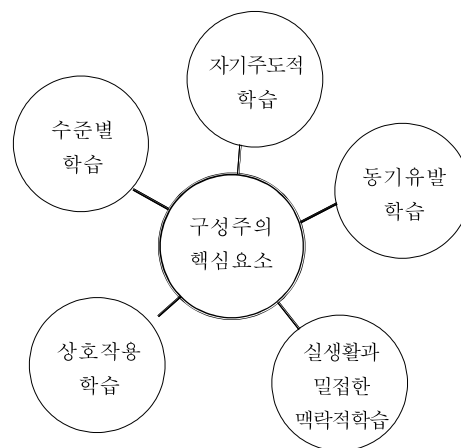 자기주도적
학습
수준별
학습
동기유발
학습
구성주의
핵심요소
상호작용
학습
실생활과
밀접한
맥락적학습